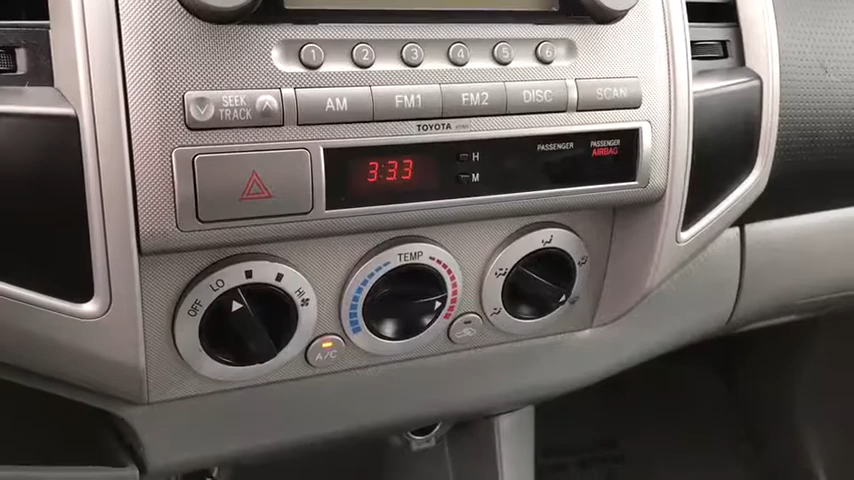 1 2 3 4 5 6
SEEK TRACK AM FM1 FM2 DISC SCAN
TOYOTA
3:33 H PASSENGER PASSENGER
M AIRBAG
OFF LO HI TEMP
A/C